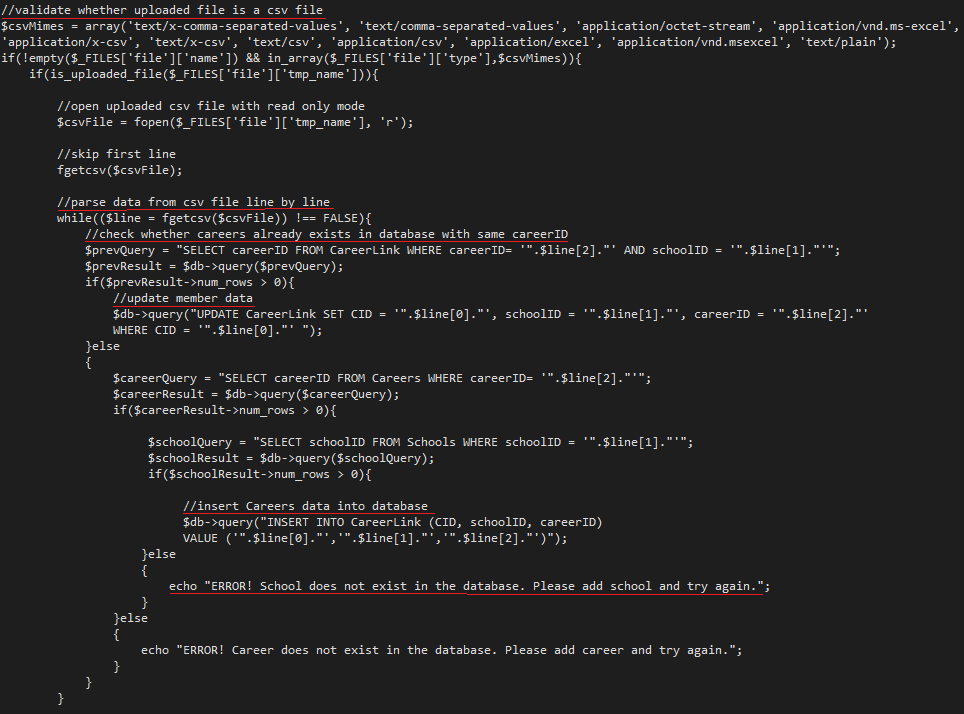 //validate whether uploaded file is a csv file
$csvMimes = array('text/x-comma-separated-values', 'text/comma-separated-values', 'application/octet-stream', 'application/vnd.ms-excel',
'application/x-csv', 'text/x-csv', 'text/csv', 'application/csv', 'application/excel', 'application/vnd.msexcel', 'text/plain');
if(!empty($_FILES['file']['name']) && in_array($_FILES['file']['type'],$csvMimes)){
if(is_uploaded_file($_FILES['file']['tmp_name'])){
//open uploaded csv file with read only mode
$csvFile = fopen($_FILES['file']['tmp_name'], 'r');
//skip first line
fgetcsv($csvFile);
//parse data from csv file line by line
while(($line = fgetcsv($csvFile)) !== FALSE){
//check whether careers already exists in database with same careerID
$prevQuery = "SELECT careerID FROM CareerLink WHERE careerID= '".$line[2]."' AND schoolID = '".$line[1]."'";
$prevResult = $db->query($prevQuery);
if($prevResult->num_rows > 0){
//update member data
$db->query("UPDATE CareerLink SET CID = '".$line[0]."', schoolID = '".$line[1]."', careerID = '".$line[2]."'
WHERE CID = '".$line[0]."' ");
}else
{
$careerQuery = "SELECT careerID FROM Careers WHERE careerID= '".$line[2]."'";
$careerResult = $db->query($careerQuery);
if($careerResult->num_rows > 0){
$schoolQuery = "SELECT schoolID FROM Schools WHERE schoolID = '".$line[1]."'";
$schoolResult = $db->query($schoolQuery);
if($schoolResult->num_rows > 0){
//insert Careers data into database
$db->query("INSERT INTO CareerLink (CID, schoolID, careerID)
VALUE ('".$line[0]."','".$line[1]."','".$line[2]."')");
}else
{
echo "ERROR! School does not exist in the database. Please add school and try again.";
}
}else
{
echo "ERROR! Career does not exist in the database. Please add career and try again.";
}
}
}